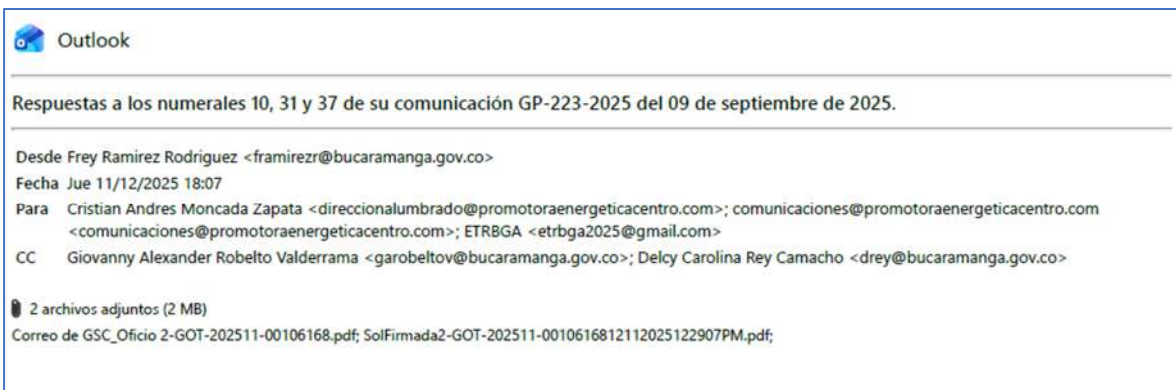 Outlook
Respuestas a los numerales 10, 31 y 37 de su comunicación GP-223-2025 del 09 de septiembre de 2025.
Desde Frey Ramirez Rodriguez <framirezr@bucaramanga.gov.co>
Fecha Jue 11/12/2025 18:07
Para Cristian Andres Moncada Zapata <direccionalumbrado@promotoraenergeticacentro.com>; comunicaciones@promotoraenergeticacentro.com
<comunicaciones@promotoraenergeticacentro.com>; ETRBGA <etrbga2025@gmail.com>
CC Giovanny Alexander Robelto Valderrama <garobeltov@bucaramanga.gov.co>; Delcy Carolina Rey Camacho <drey@bucaramanga.gov.co>
2 archivos adjuntos (2 MB)
Correo de GSC_Oficio 2-GOT-202511-00106168.pdf; SolFirmada2-GOT-202511-0010616812112025122907PM.pdf;